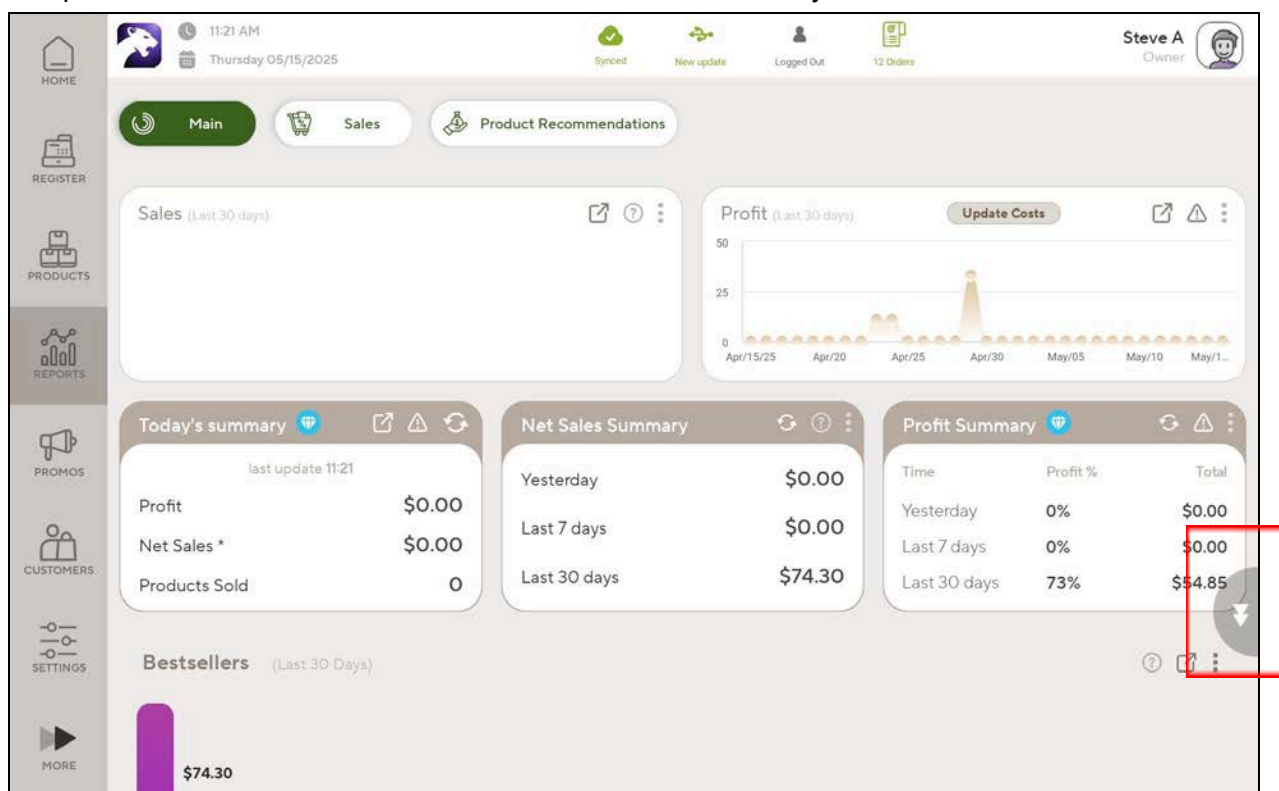 11:21 AM
Thursday 05/15/2025
Synced
New update
Logged Out
12 Orders
Steve A
Owner
HOME
REGISTER
PRODUCTS
REPORTS
PROMOS
CUSTOMERS
SETTINGS
MORE
Main
Sales
Product Recommendations
Sales (Last 30 days)
Profit (Last 30 days)
Update Costs
50
25
0
Apr/15/25 Apr/20 Apr/25 Apr/30 May/05 May/10 May/1...
Today's summary
last update 11:21
Profit $0.00
Net Sales * $0.00
Products Sold 0
Net Sales Summary
Yesterday $0.00
Last 7 days $0.00
Last 30 days $74.30
Profit Summary
Time Profit % Total
Yesterday 0% $0.00
Last 7 days 0% $0.00
Last 30 days 73% $54.85
Bestsellers (Last 30 Days)
$74.30